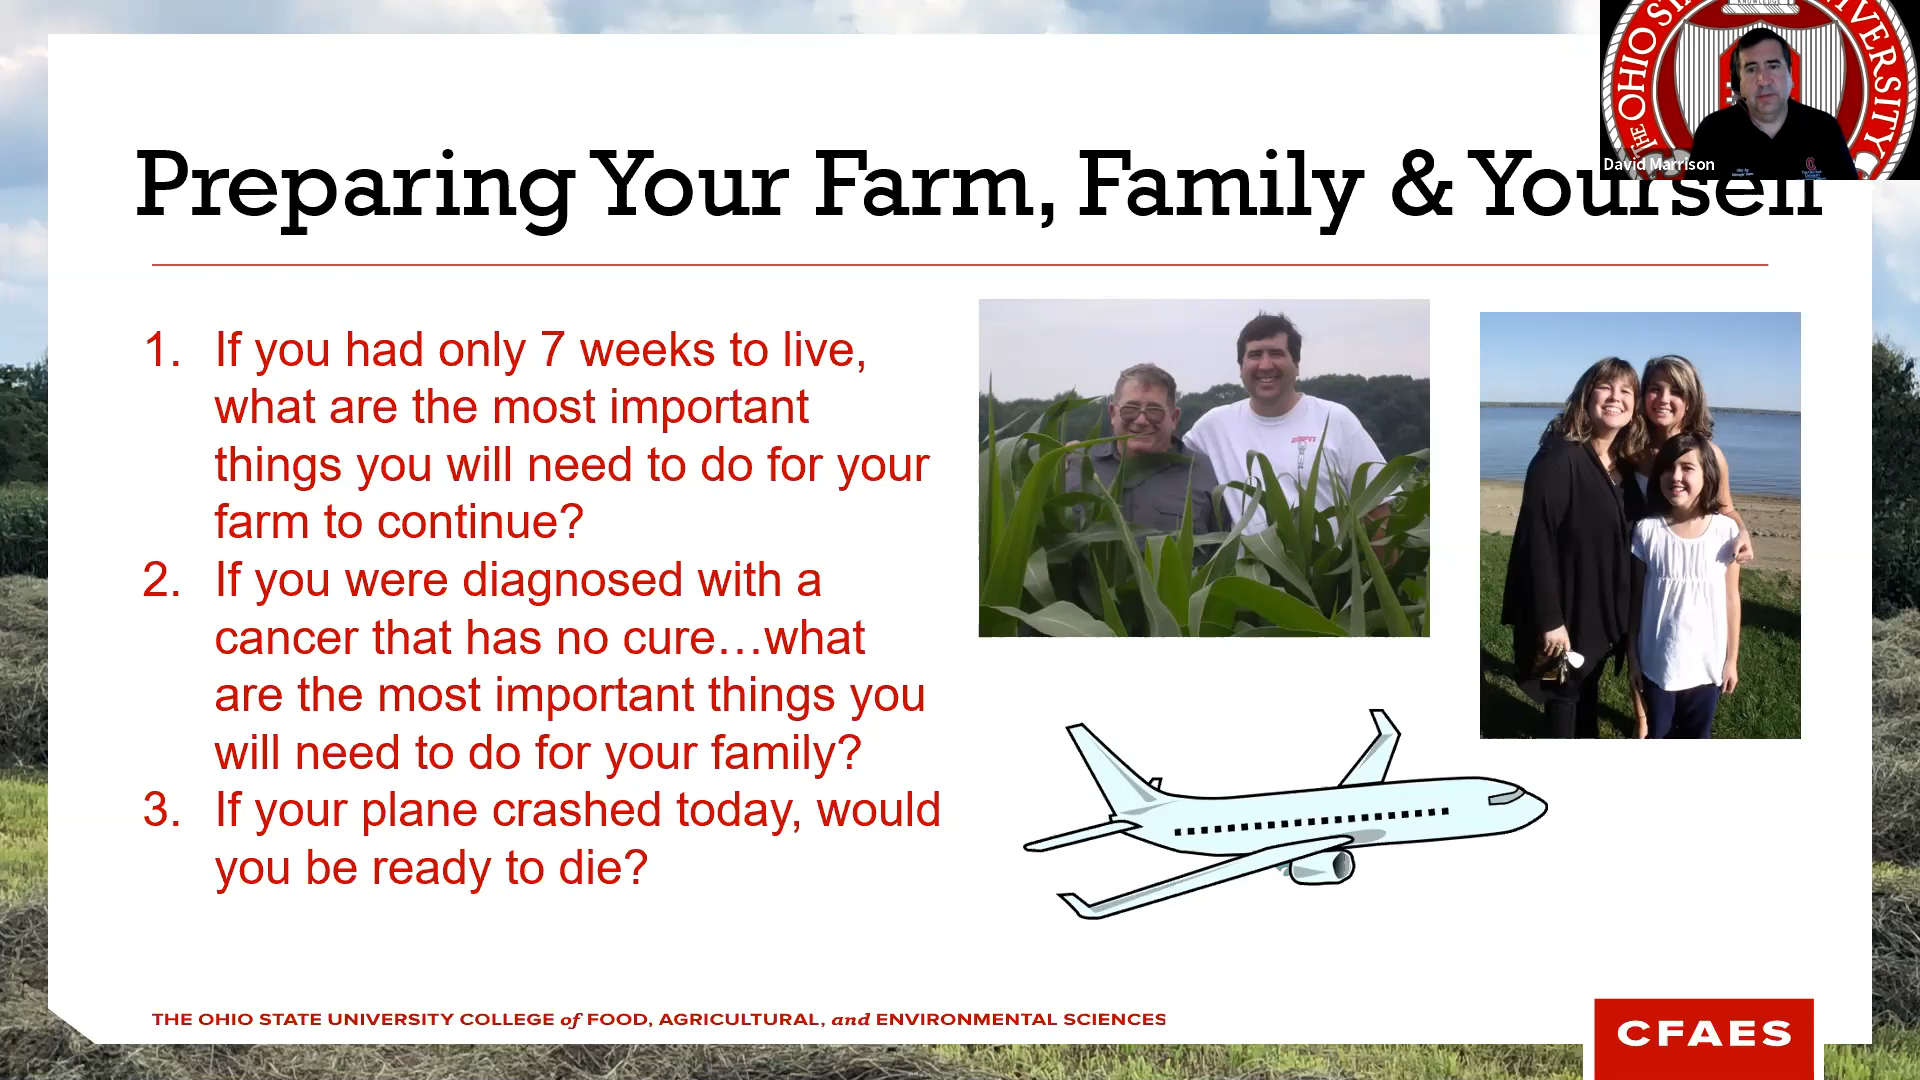 THE OHIO STATE UNIVERSITY
David Marrison
Preparing Your Farm, Family & Yourself
1. If you had only 7 weeks to live,
what are the most important
things you will need to do for your
farm to continue?
2. If you were diagnosed with a
cancer that has no cure…what
are the most important things you
will need to do for your family?
3. If your plane crashed today, would
you be ready to die?
THE OHIO STATE UNIVERSITY COLLEGE of FOOD, AGRICULTURAL, and ENVIRONMENTAL SCIENCES
CFAES